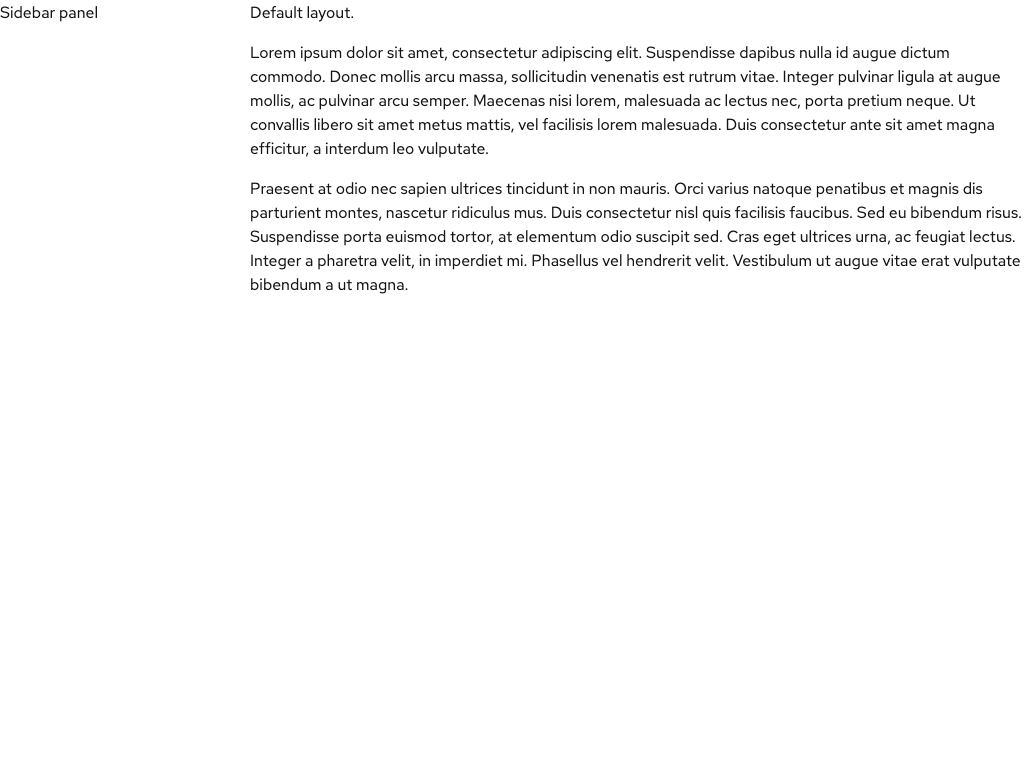 Sidebar panel
Default layout.
Lorem ipsum dolor sit amet, consectetur adipiscing elit. Suspendisse dapibus nulla id augue dictum
commodo. Donec mollis arcu massa, sollicitudin venenatis est rutrum vitae. Integer pulvinar ligula at augue
mollis, ac pulvinar arcu semper. Maecenas nisi lorem, malesuada ac lectus nec, porta pretium neque. Ut
convallis libero sit amet metus mattis, vel facilisis lorem malesuada. Duis consectetur ante sit amet magna
efficitur, a interdum leo vulputate.
Praesent at odio nec sapien ultrices tincidunt in non mauris. Orci varius natoque penatibus et magnis dis
parturient montes, nascetur ridiculus mus. Duis consectetur nisl quis facilisis faucibus. Sed eu bibendum risus.
Suspendisse porta euismod tortor, at elementum odio suscipit sed. Cras eget ultrices urna, ac feugiat lectus.
Integer a pharetra velit, in imperdiet mi. Phasellus vel hendrerit velit. Vestibulum ut augue vitae erat vulputate
bibendum a ut magna.